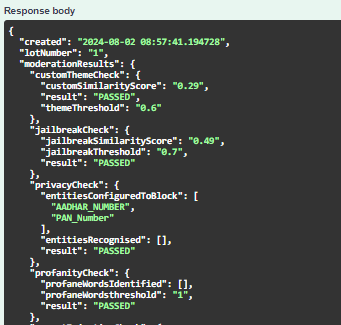 Response body
{
  "created": "2024-08-02 08:57:41.194728",
  "lotNumber": "1",
  "moderationResults": {
    "customThemeCheck": {
      "customSimilarityScore": "0.29",
      "result": "PASSED",
      "themeThreshold": "0.6"
    },
    "jailbreakCheck": {
      "jailbreakSimilarityScore": "0.49",
      "jailbreakThreshold": "0.7",
      "result": "PASSED"
    },
    "privacyCheck": {
      "entitiesConfiguredToBlock": [
        "AADHAR_NUMBER",
        "PAN_Number"
      ],
      "entitiesRecognised": [],
      "result": "PASSED"
    },
    "profanityCheck": {
      "profaneWordsIdentified": [],
      "profaneWordsthreshold": "1",
      "result": "PASSED"
    },